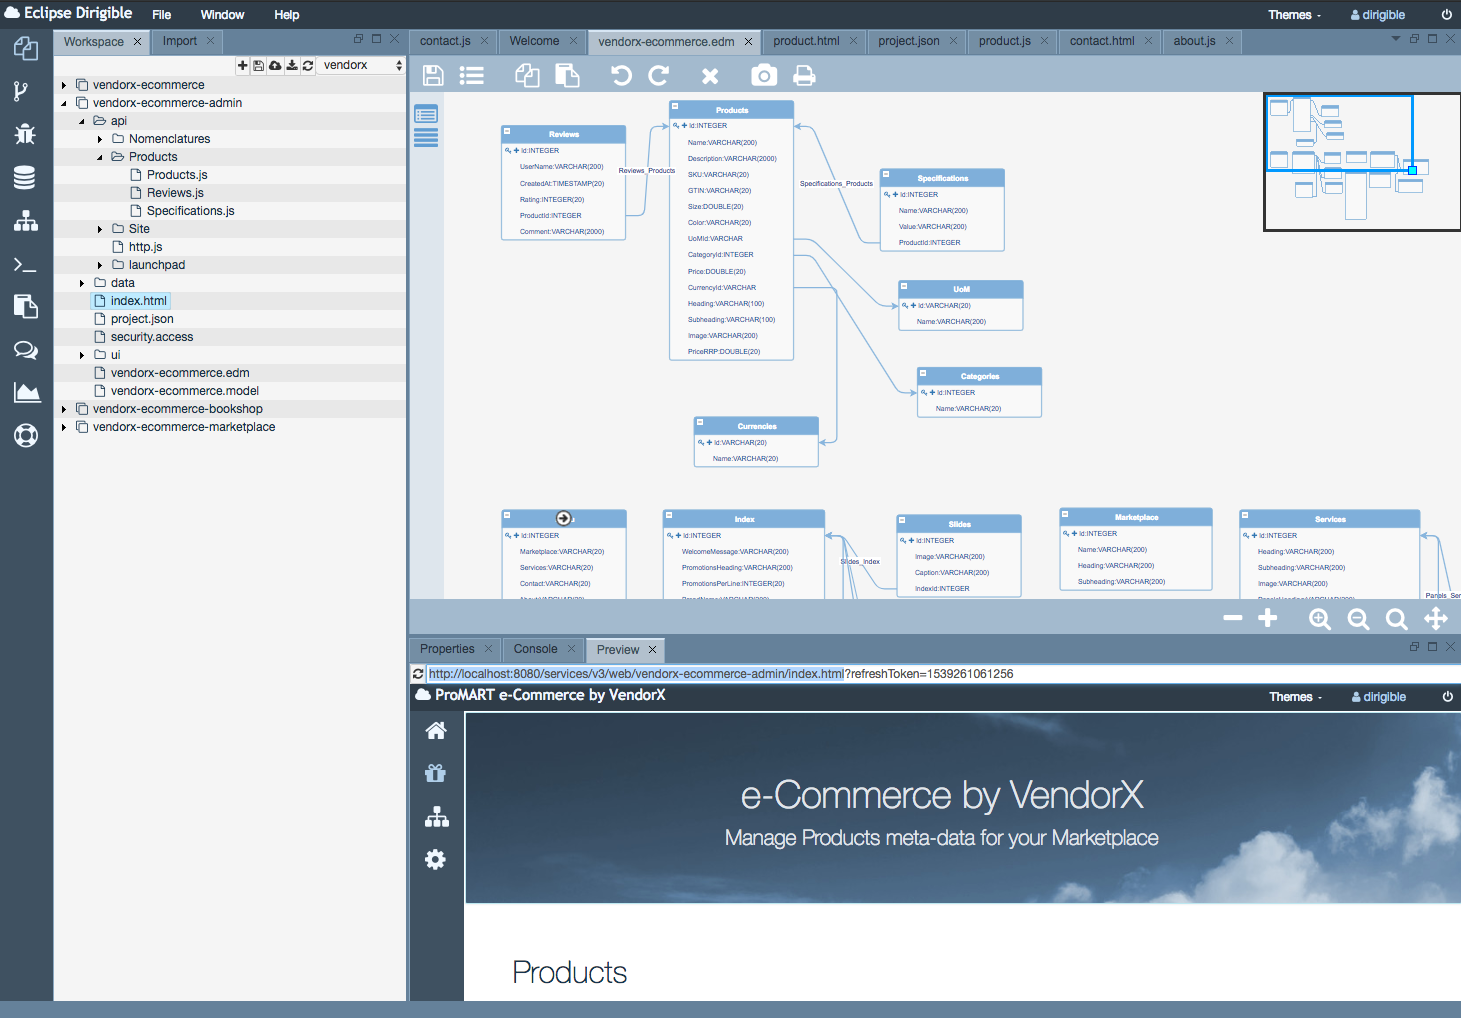 Eclipse Dirigible File Window Help Themes dirigible
Workspace Import
vendorx
vendorx-ecommerce
vendorx-ecommerce-admin
api
Nomenclatures
Products
Products.js
Reviews.js
Specifications.js
Site
http.js
launchpad
data
index.html
project.json
security.access
ui
vendorx-ecommerce.edm
vendorx-ecommerce.model
vendorx-ecommerce-bookshop
vendorx-ecommerce-marketplace
contact.js Welcome vendorx-ecommerce.edm product.html project.json product.js contact.html about.js
Reviews
Id:INTEGER
UserName:VARCHAR(200)
CreatedAt:TIMESTAMP(20)
Rating:INTEGER(20)
ProductId:INTEGER
Comment:VARCHAR(2000)
Reviews_Products
Products
Id:INTEGER
Name:VARCHAR(200)
Description:VARCHAR(2000)
SKU:VARCHAR(20)
GTIN:VARCHAR(20)
Size:DOUBLE(20)
Color:VARCHAR(20)
UoMId:VARCHAR
CategoryId:INTEGER
Price:DOUBLE(20)
CurrencyId:VARCHAR
Heading:VARCHAR(100)
Subheading:VARCHAR(100)
Image:VARCHAR(200)
PriceRRP:DOUBLE(20)
Specifications_Products
Specifications
Id:INTEGER
Name:VARCHAR(200)
Value:VARCHAR(200)
ProductId:INTEGER
UoM
Id:VARCHAR(20)
Name:VARCHAR(200)
Categories
Id:INTEGER
Name:VARCHAR(20)
Currencies
Id:VARCHAR(20)
Name:VARCHAR(20)
Id:INTEGER
Marketplace:VARCHAR(20)
Services:VARCHAR(20)
Contact:VARCHAR(20)
About:VARCHAR(20)
Index
Id:INTEGER
WelcomeMessage:VARCHAR(200)
PromotionsHeading:VARCHAR(200)
PromotionsPerLine:INTEGER(20)
BrandName:VARCHAR(200)
Slides_Index
Slides
Id:INTEGER
Image:VARCHAR(200)
Caption:VARCHAR(200)
IndexId:INTEGER
Marketplace
Id:INTEGER
Name:VARCHAR(200)
Heading:VARCHAR(200)
Subheading:VARCHAR(200)
Services
Id:INTEGER
Heading:VARCHAR(200)
Subheading:VARCHAR(200)
Image:VARCHAR(200)
PanelsHeading:VARCHAR(200)
Panels_Ser
Properties Console Preview
http://localhost:8080/services/v3/web/vendorx-ecommerce-admin/index.html?refreshToken=1539261061256
ProMART e-Commerce by VendorX Themes dirigible
e-Commerce by VendorX
Manage Products meta-data for your Marketplace
Products